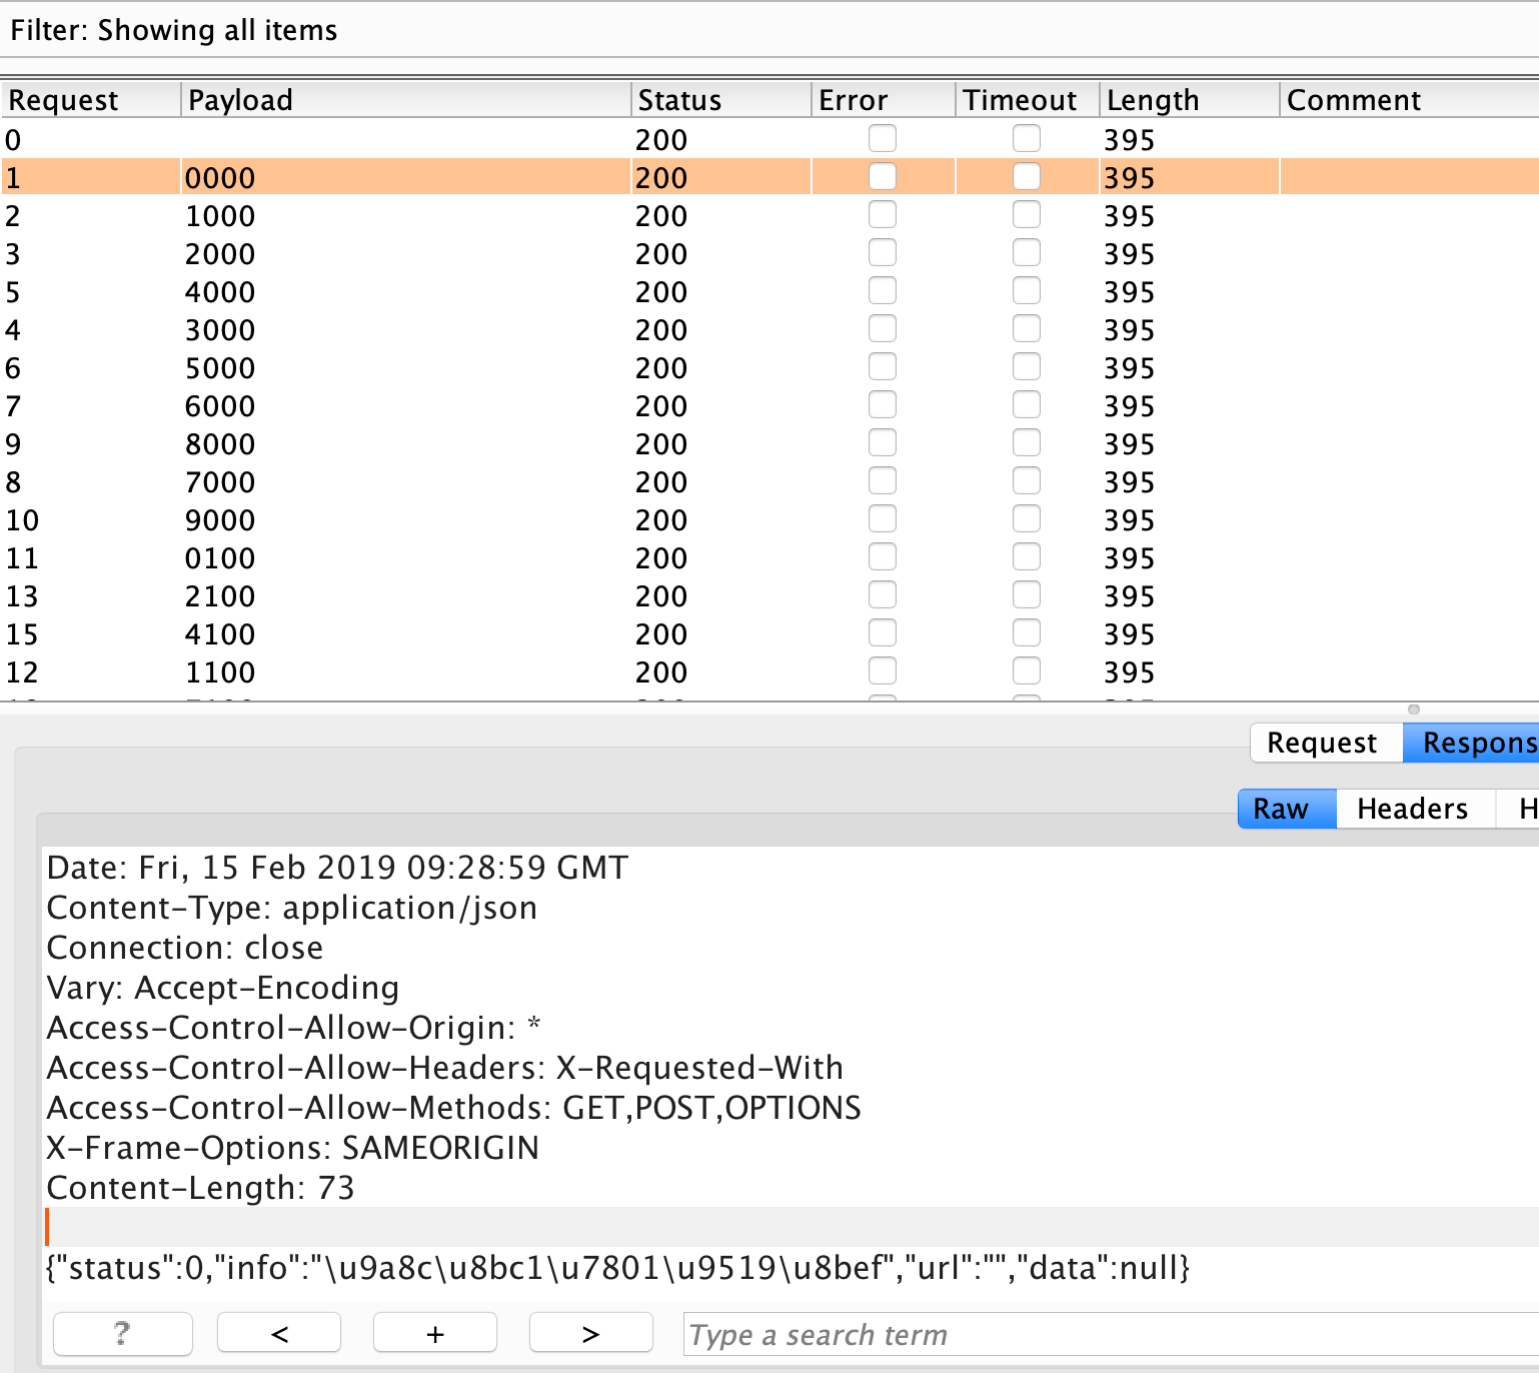 Filter: Showing all items
Request Payload Status Error Timeout Length Comment
0 200 395
1 0000 200 395
2 1000 200 395
3 2000 200 395
5 4000 200 395
4 3000 200 395
6 5000 200 395
7 6000 200 395
9 8000 200 395
8 7000 200 395
10 9000 200 395
11 0100 200 395
13 2100 200 395
15 4100 200 395
12 1100 200 395
Request Respons
Raw Headers H
Date: Fri, 15 Feb 2019 09:28:59 GMT
Content-Type: application/json
Connection: close
Vary: Accept-Encoding
Access-Control-Allow-Origin: *
Access-Control-Allow-Headers: X-Requested-With
Access-Control-Allow-Methods: GET,POST,OPTIONS
X-Frame-Options: SAMEORIGIN
Content-Length: 73
{"status":0,"info":"\u9a8c\u8bc1\u7801\u9519\u8bef","url":"","data":null}
? < + > Type a search term